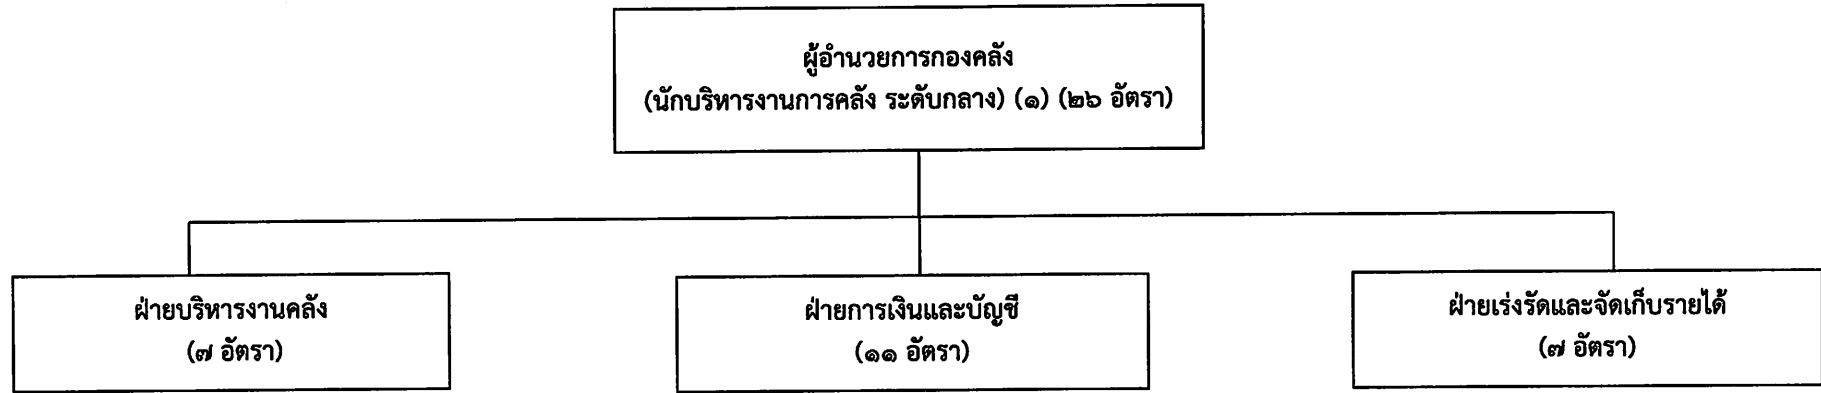 ผู้อำนวยการกองคลัง
(นักบริหารงานการคลัง ระดับกลาง) (๑) (๒๖ อัตรา)
ฝ่ายบริหารงานคลัง
(๗ อัตรา)
ฝ่ายการเงินและบัญชี
(๑๑ อัตรา)
ฝ่ายเร่งรัดและจัดเก็บรายได้
(๗ อัตรา)